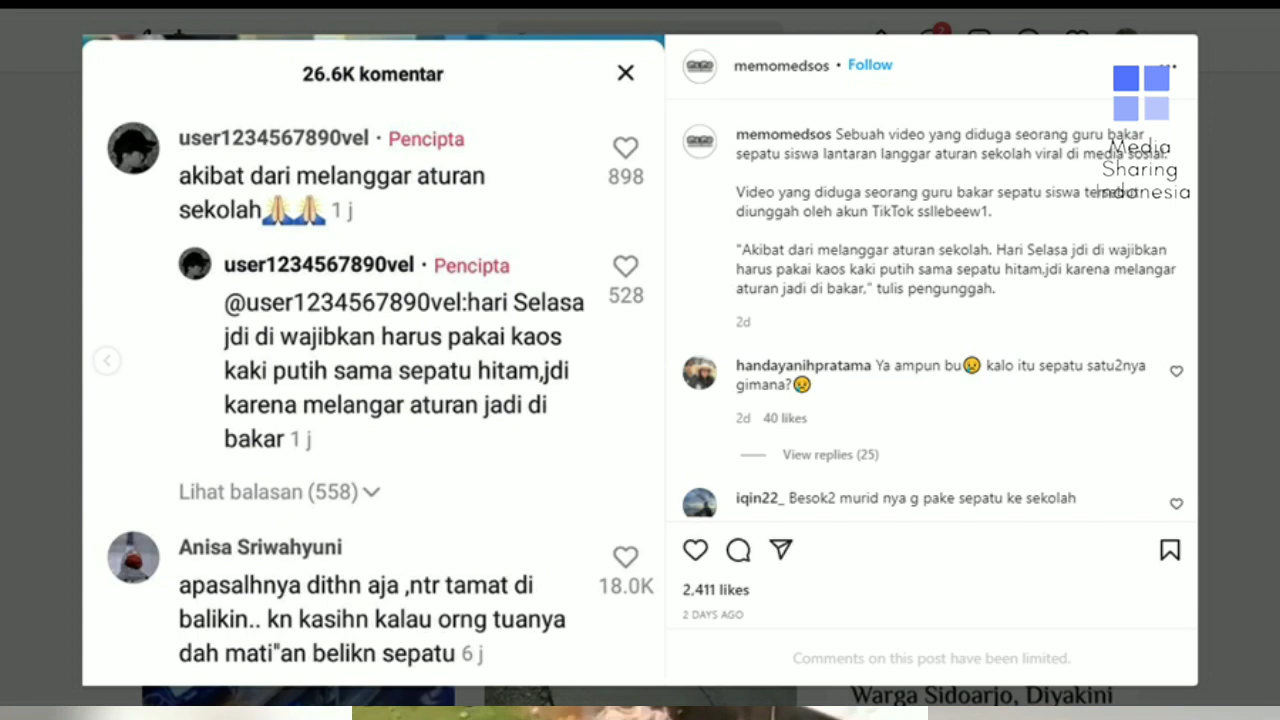 26.6K komentar
user1234567890vel · Pencipta
akibat dari melanggar aturan
sekolah🙏🙏 1 j
898
user1234567890vel · Pencipta
@user1234567890vel:hari Selasa
jdi di wajibkan harus pakai kaos
kaki putih sama sepatu hitam,jdi
karena melangar aturan jadi di
bakar 1 j
528
Lihat balasan (558)
Anisa Sriwahyuni
apasalhnya dithn aja ,ntr tamat di
balikin.. kn kasihn kalau orng tuanya
dah mati"an belikn sepatu 6 j
18.0K
memomedsos • Follow
memomedsos Sebuah video yang diduga seorang guru bakar
sepatu siswa lantaran langgar aturan sekolah viral di media sosial.
Video yang diduga seorang guru bakar sepatu siswa
diunggah oleh akun TikTok ssllebeew1.
"Akibat dari melanggar aturan sekolah. Hari Selasa jdi di wajibkan
harus pakai kaos kaki putih sama sepatu hitam,jdi karena melangar
aturan jadi di bakar," tulis pengunggah.
2d
handayanihpratama Ya ampun bu😢 kalo itu sepatu satu2nya
gimana?😢
2d 40 likes
View replies (25)
iqin22_ Besok2 murid nya g pake sepatu ke sekolah
2,411 likes
2 DAYS AGO
Comments on this post have been limited.
Media
Sharing
Indonesia
Warga Sidoarjo, Diyakini